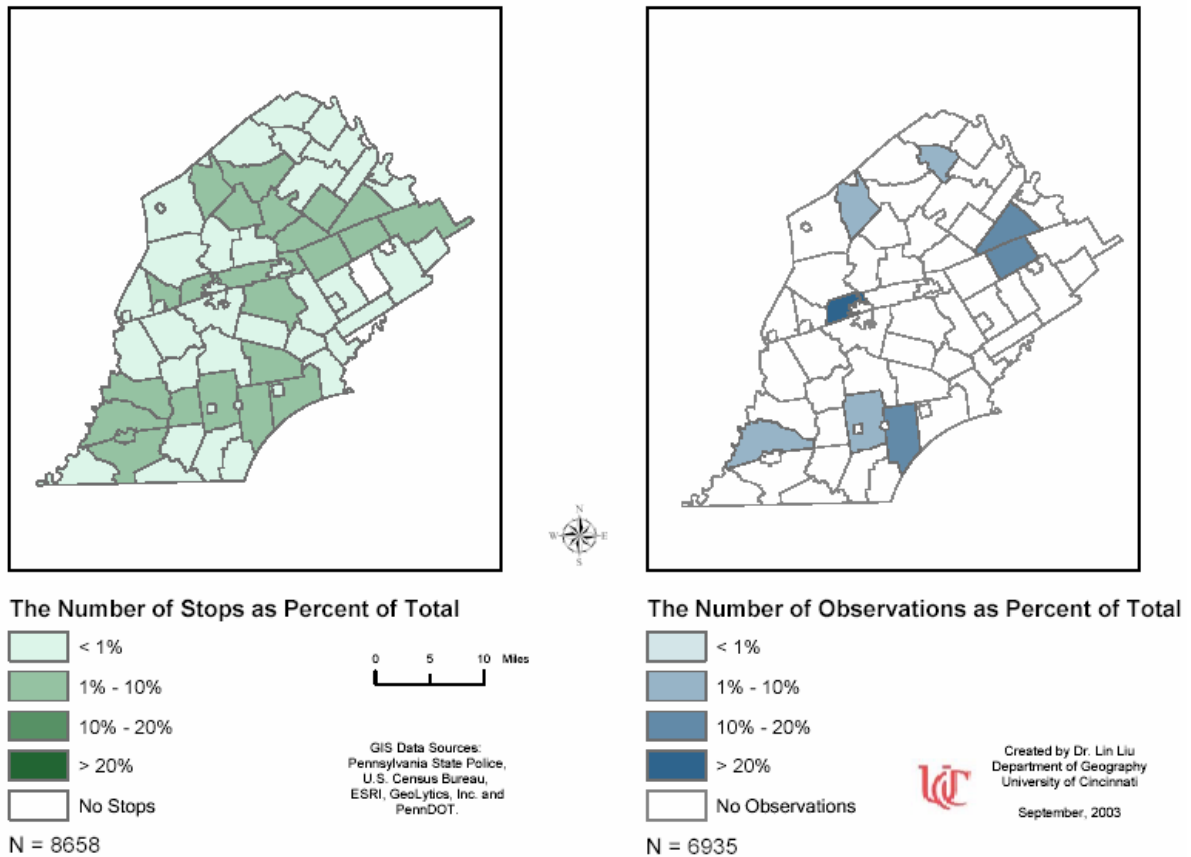 N
W E
S
The Number of Stops as Percent of Total
< 1%
1% - 10%
10% - 20%
> 20%
No Stops
N = 8658
0 5 10 Miles
GIS Data Sources:
Pennsylvania State Police,
U.S. Census Bureau,
ESRI, GeoLytics, Inc. and
PennDOT.
The Number of Observations as Percent of Total
< 1%
1% - 10%
10% - 20%
> 20%
No Observations
N = 6935
UC
Created by Dr. Lin Liu
Department of Geography
University of Cincinnati
September, 2003